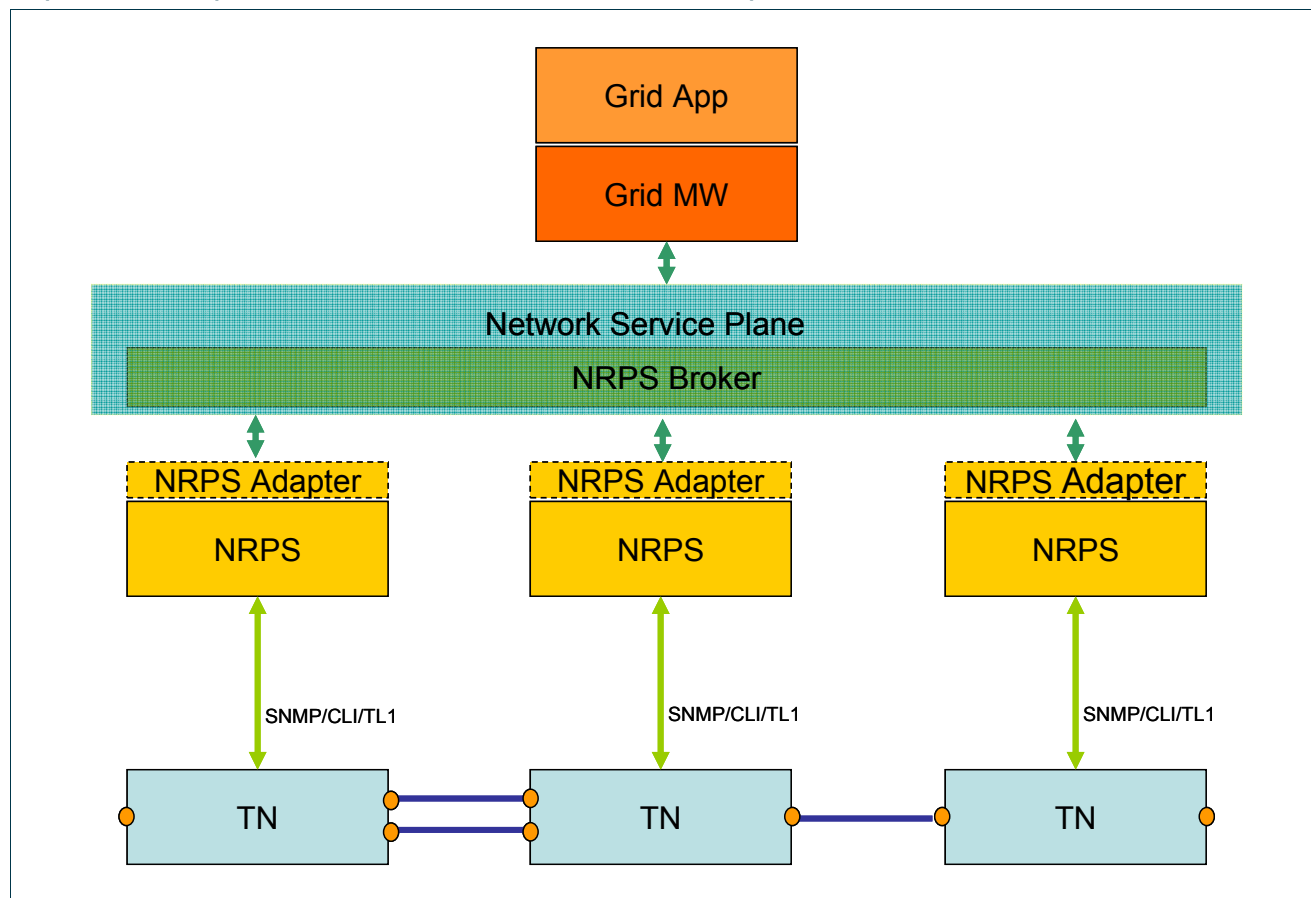 Grid App
Grid MW
Network Service Plane
NRPS Broker
NRPS Adapter
NRPS Adapter
NRPS Adapter
NRPS
NRPS
NRPS
SNMP/CLI/TL1
SNMP/CLI/TL1
SNMP/CLI/TL1
TN
TN
TN